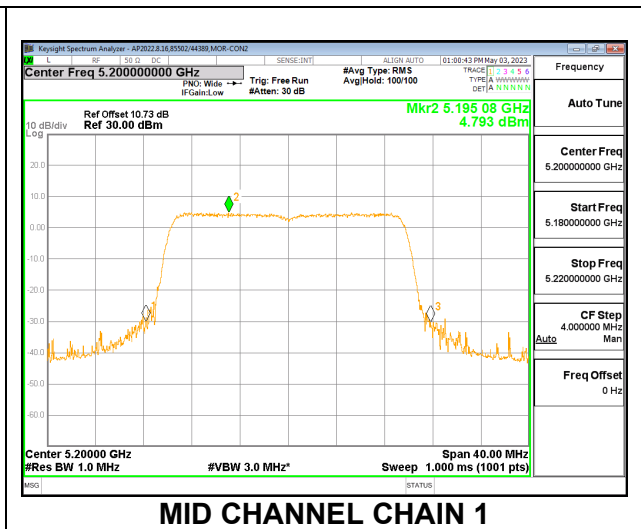 Keysight Spectrum Analyzer - AP2022.8.16,85502/44389,MOR-CON2
LXI L RF 50 Ω DC SENSE:INT ALIGN AUTO 01:00:43 PM May 03, 2023
Center Freq 5.200000000 GHz
PNO: Wide
IFGain:Low
Trig: Free Run
#Atten: 30 dB
#Avg Type: RMS
Avg|Hold: 100/100
TRACE 1 2 3 4 5 6
TYPE A WWWWW
DET A N N N N N
Frequency
Mkr2 5.195 08 GHz
4.793 dBm
Ref Offset 10.73 dB
10 dB/div Ref 30.00 dBm
Log
20.0
10.0
0.00
-10.0
-20.0
-30.0
-40.0
-50.0
-60.0
1
2
3
Auto Tune
Center Freq
5.200000000 GHz
Start Freq
5.180000000 GHz
Stop Freq
5.220000000 GHz
CF Step
4.000000 MHz
Auto Man
Freq Offset
0 Hz
Center 5.20000 GHz Span 40.00 MHz
#Res BW 1.0 MHz #VBW 3.0 MHz* Sweep 1.000 ms (1001 pts)
MSG STATUS
MID CHANNEL CHAIN 1